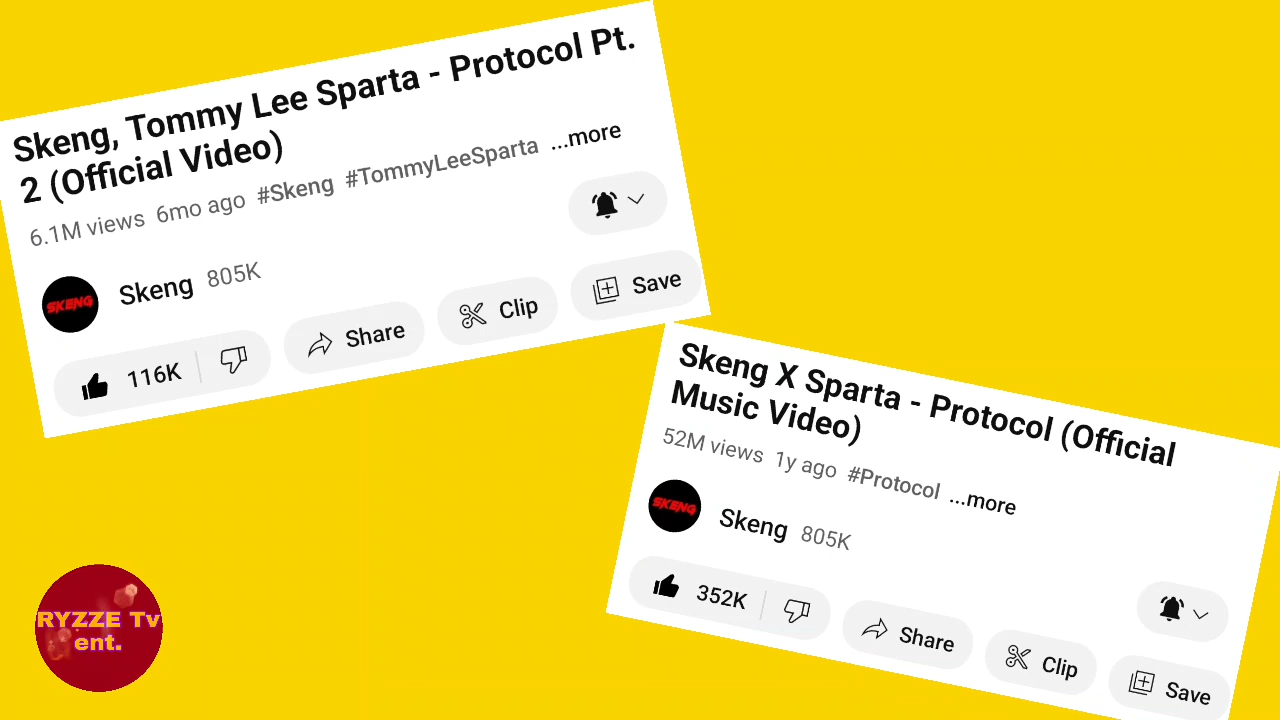 Skeng, Tommy Lee Sparta - Protocol Pt.
2 (Official Video)
6.1M views 6mo ago #Skeng #TommyLeeSparta ...more
SKENG
Skeng 805K
116K Share Clip Save
Skeng X Sparta - Protocol (Official
Music Video)
52M views 1y ago #Protocol ...more
SKENG
Skeng 805K
352K Share Clip Save
RYZZE Tv
ent.